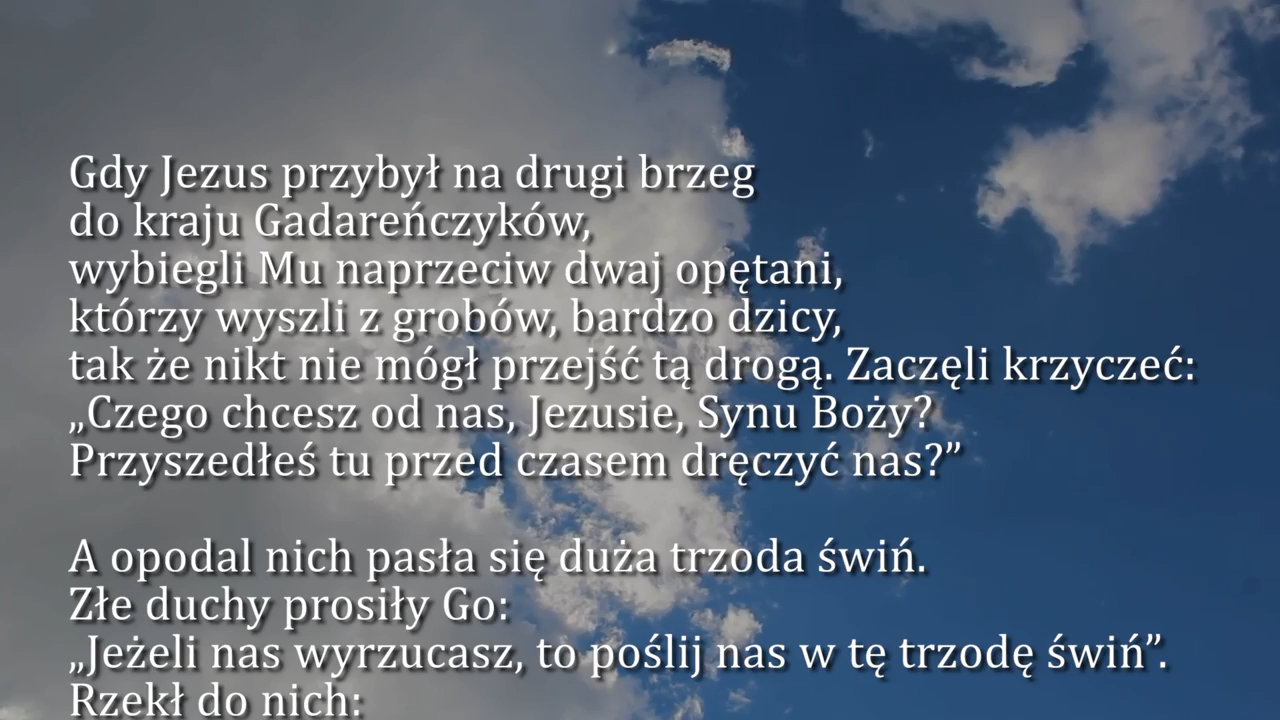 Gdy Jezus przybył na drugi brzeg
do kraju Gadareńczyków,
wybiegli Mu naprzeciw dwaj opętani,
którzy wyszli z grobów, bardzo dzicy,
tak że nikt nie mógł przejść tą drogą. Zaczęli krzyczeć:
„Czego chcesz od nas, Jezusie, Synu Boży?
Przyszedłeś tu przed czasem dręczyć nas?”
A opodal nich pasła się duża trzoda świń.
Złe duchy prosiły Go:
„Jeżeli nas wyrzucasz, to poślij nas w tę trzodę świń”.
Rzekł do nich: